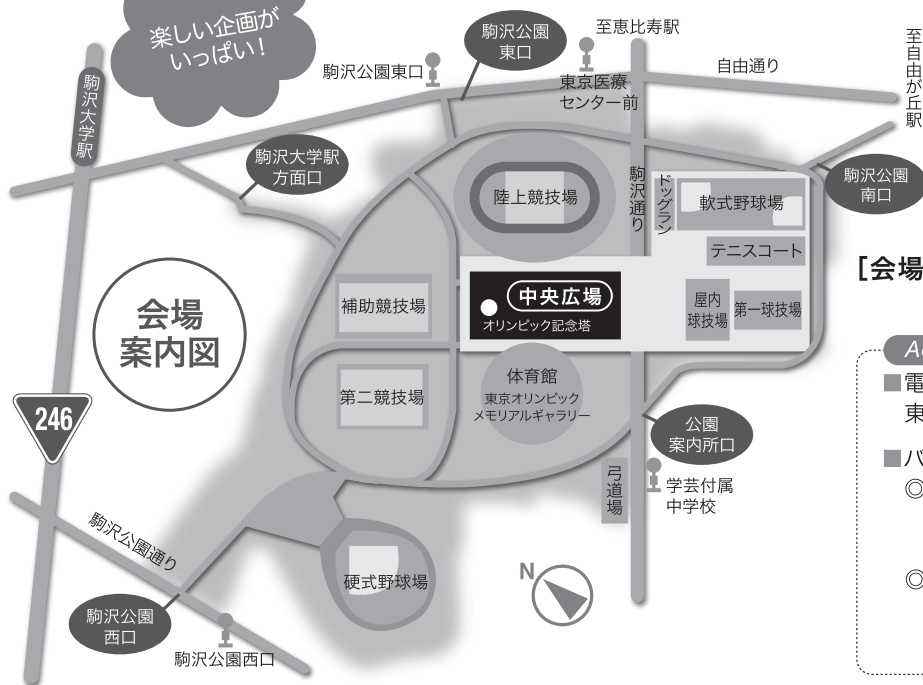 楽しい企画が
いっぱい！
駒沢大学駅
駒沢公園東口
駒沢公園
東口
至恵比寿駅
東京医療
センター前
自由通り
至自由が丘駅
駒沢大学駅
方面口
陸上競技場
駒沢通り
ドッグラン
軟式野球場
駒沢公園
南口
テニスコート
会場
案内図
補助競技場
中央広場
オリンピック記念塔
屋内
球技場
第一球技場
[会場
第二競技場
体育館
東京オリンピック
メモリアルギャラリー
246
公園
案内所口
弓道場
学芸付属
中学校
駒沢公園通り
硬式野球場
N
駒沢公園
西口
駒沢公園西口
■電
東
■バ
◎
◎